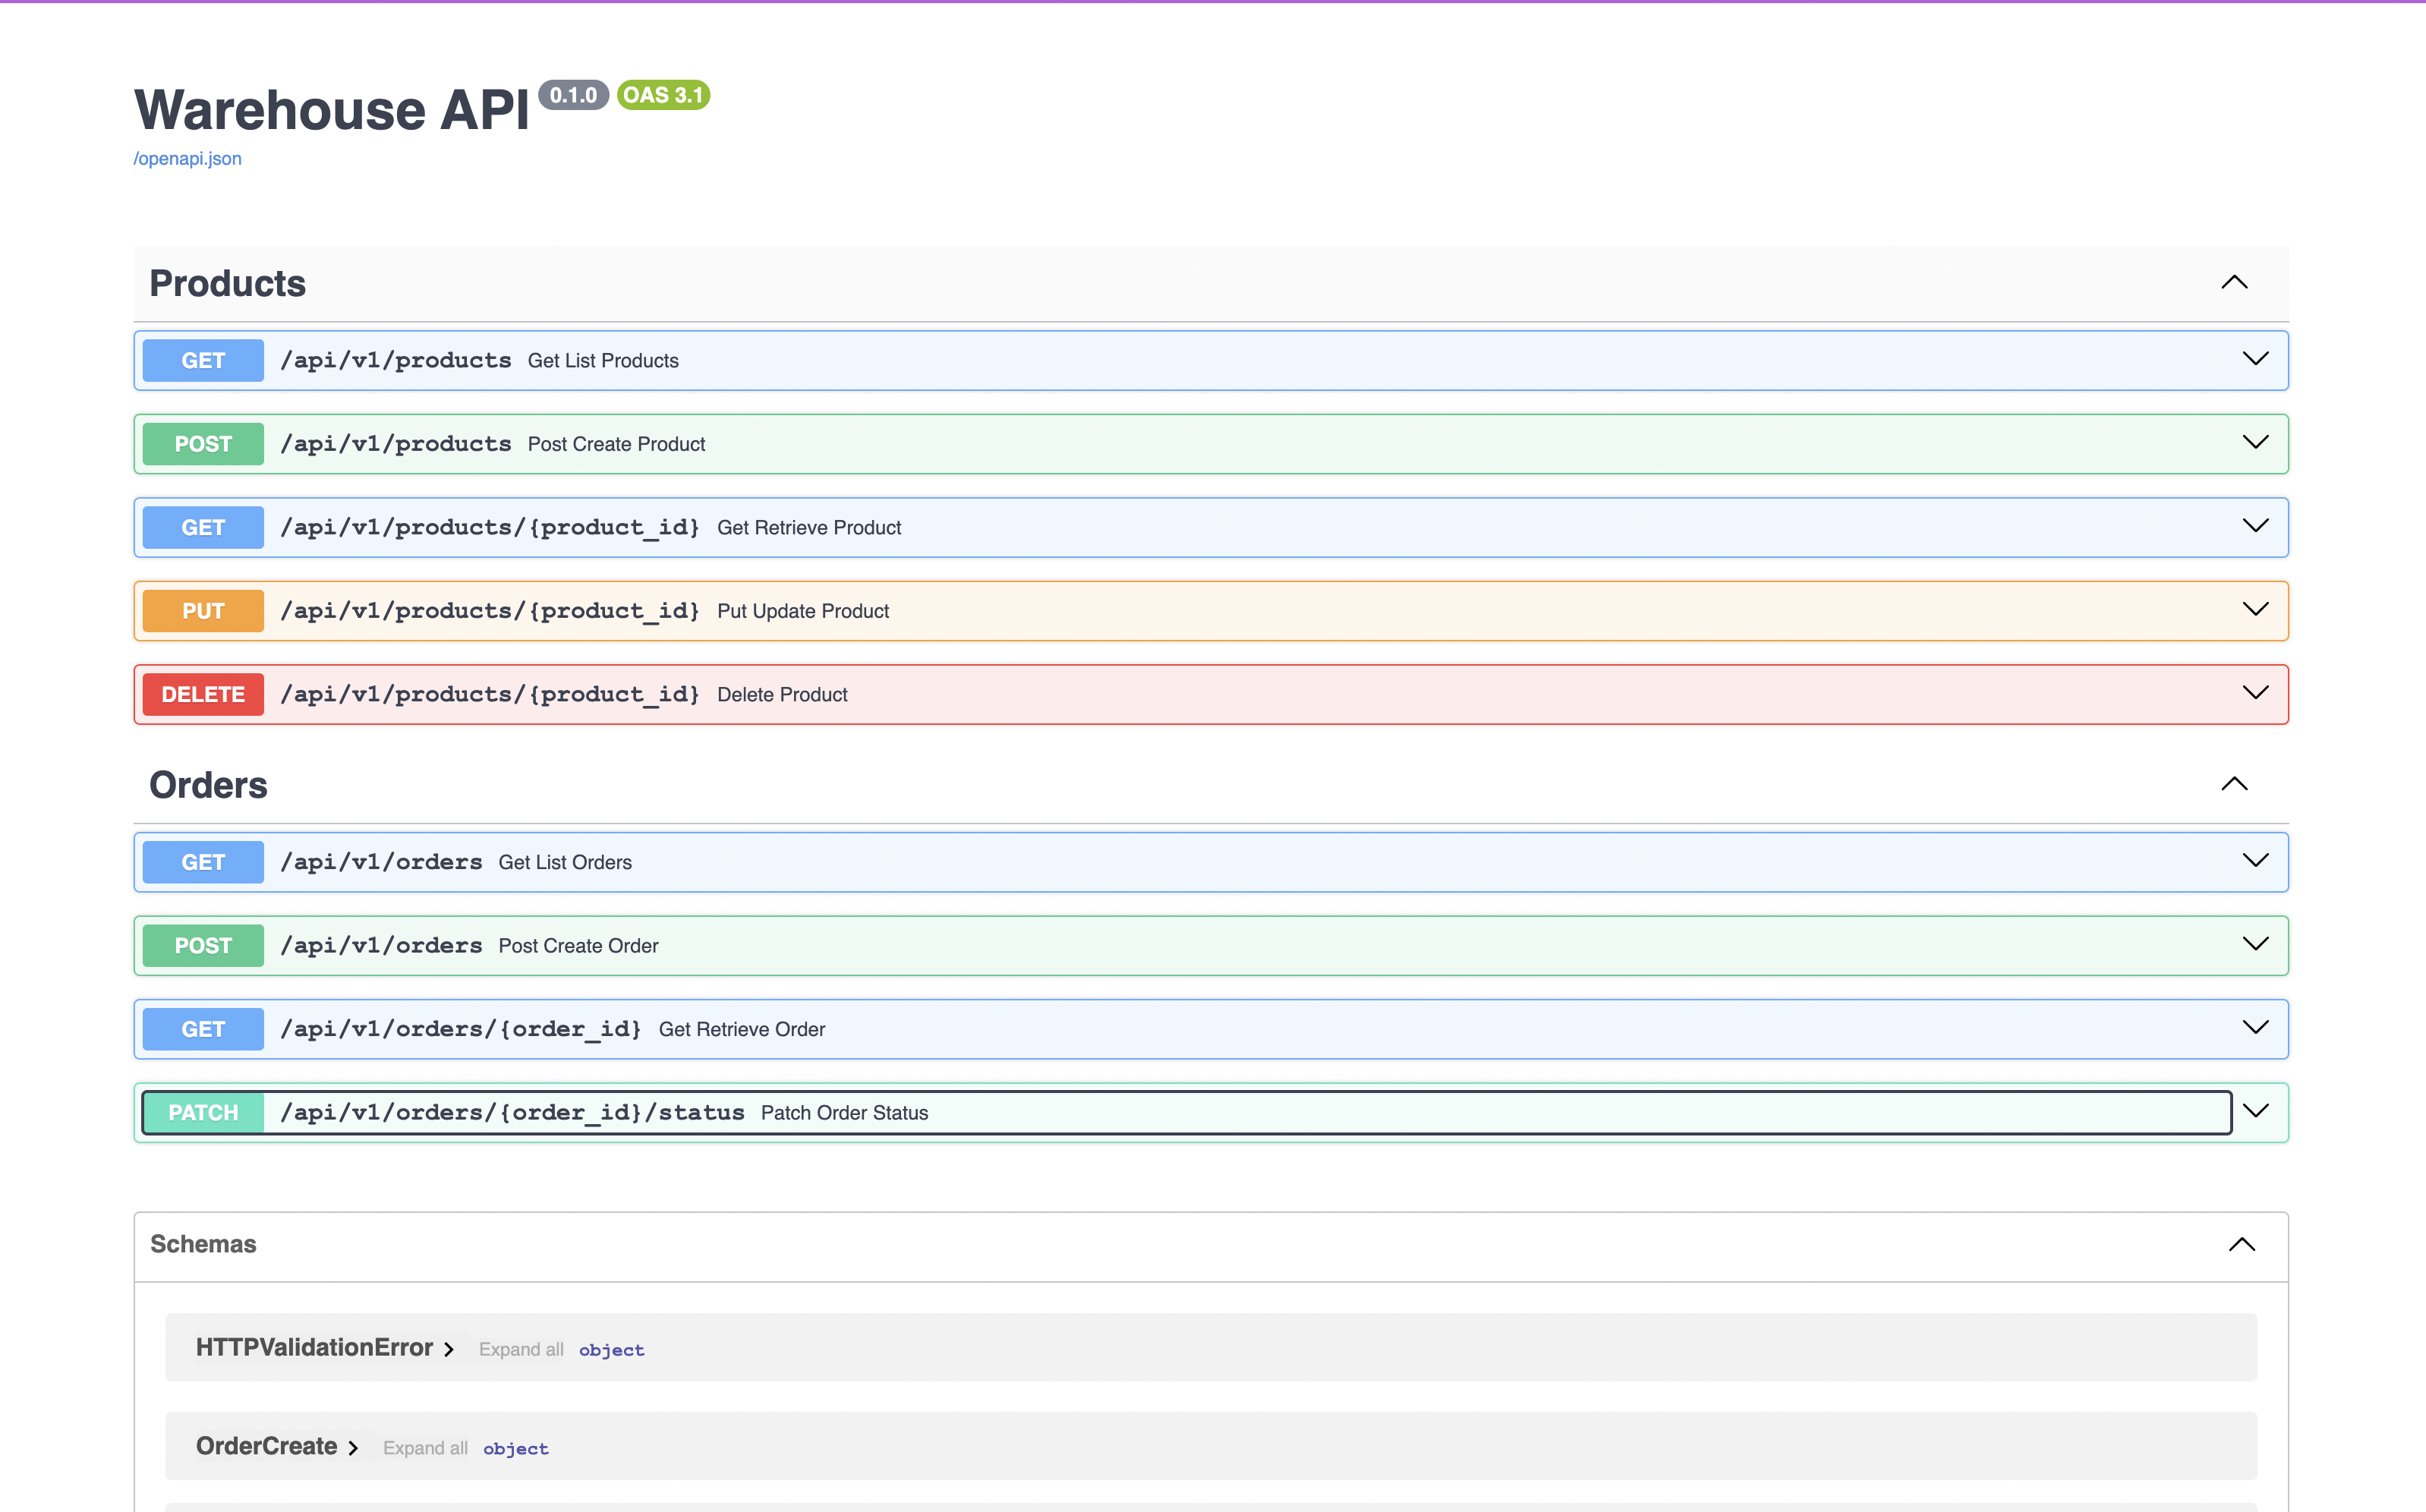 Warehouse API 0.1.0 OAS 3.1
/openapi.json
Products
GET /api/v1/products Get List Products
POST /api/v1/products Post Create Product
GET /api/v1/products/{product_id} Get Retrieve Product
PUT /api/v1/products/{product_id} Put Update Product
DELETE /api/v1/products/{product_id} Delete Product
Orders
GET /api/v1/orders Get List Orders
POST /api/v1/orders Post Create Order
GET /api/v1/orders/{order_id} Get Retrieve Order
PATCH /api/v1/orders/{order_id}/status Patch Order Status
Schemas
HTTPValidationError Expand all object
OrderCreate Expand all object